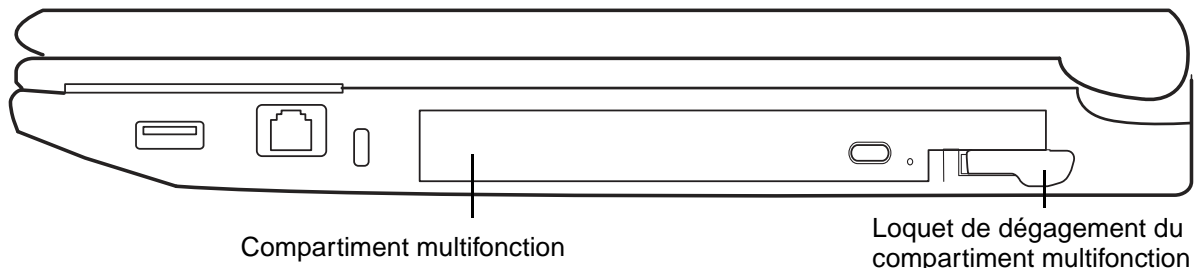 Compartiment multifonction
Loquet de dégagement du
compartiment multifonction